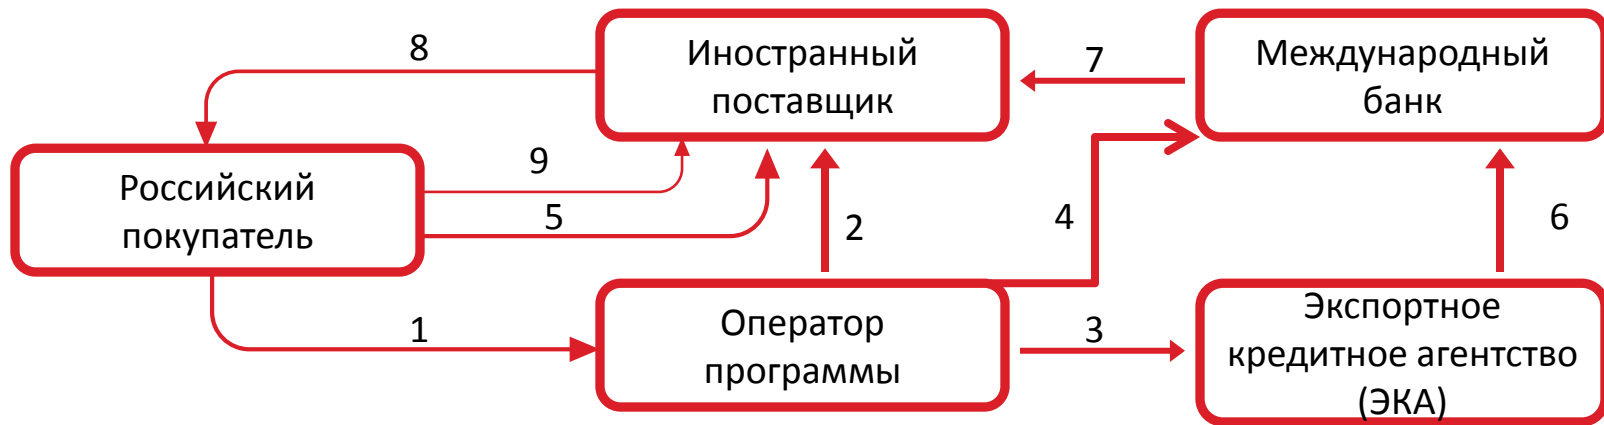 8
Иностранный
поставщик
7
Международный
банк
Российский
покупатель
9
5
2
4
6
1
Оператор
программы
3
Экспортное
кредитное агентство
(ЭКА)